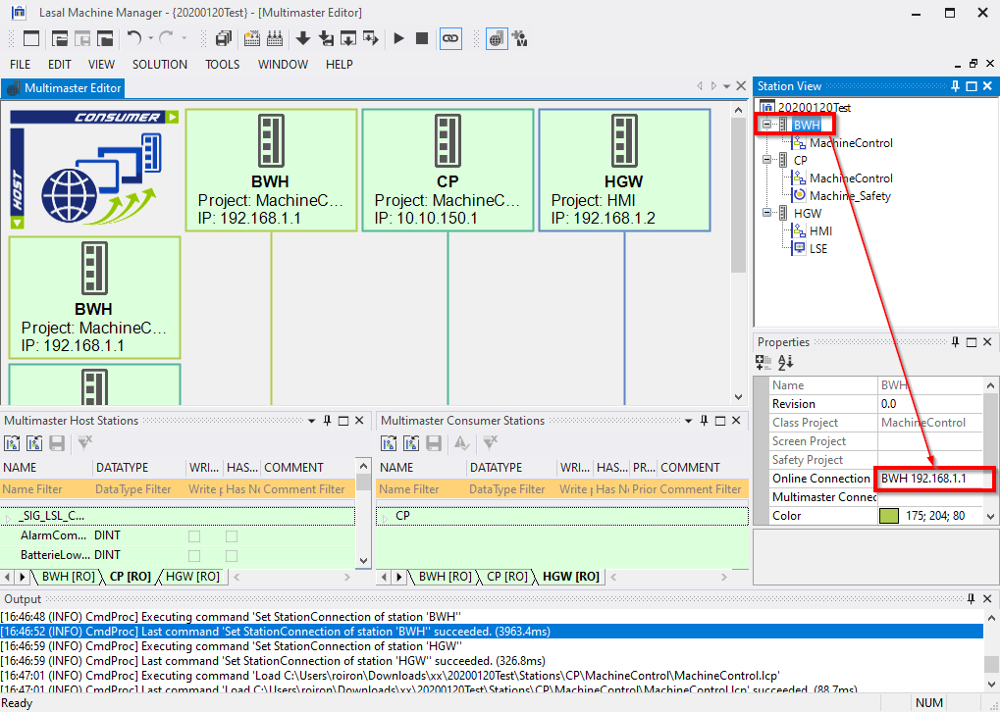 Lasal Machine Manager - {20200120Test} - [Multimaster Editor]
FILE EDIT VIEW SOLUTION TOOLS WINDOW HELP
Multimaster Editor
CONSUMER
HOST
BWH
Project: MachineC...
IP: 192.168.1.1
CP
Project: MachineC...
IP: 10.10.150.1
HGW
Project: HMI
IP: 192.168.1.2
BWH
Project: MachineC...
IP: 192.168.1.1
Station View
20200120Test
BWH
MachineControl
CP
MachineControl
Machine_Safety
HGW
HMI
LSE
Properties
Name BWH
Revision 0.0
Class Project MachineControl
Screen Project
Safety Project
Online Connection BWH 192.168.1.1
Multimaster Connec
Color 175; 204; 80
Multimaster Host Stations
NAME DATATYPE WRI... HAS... COMMENT
Name Filter DataType Filter Write p Has No Comment Filter
_SIG_LSL_C...
AlarmCom... DINT
BatterieLow... DINT
BWH [RO] CP [RO] HGW [RO]
Multimaster Consumer Stations
NAME DATATYPE WRI... HAS... PR... COMMENT
Name Filter DataType Filter Write p Has No Prior Comment Filter
CP
BWH [RO] CP [RO] HGW [RO]
Output
[16:46:48 (INFO) CmdProc] Executing command 'Set StationConnection of station 'BWH''
[16:46:52 (INFO) CmdProc] Last command 'Set StationConnection of station 'BWH'' succeeded. (3963.4ms)
[16:46:59 (INFO) CmdProc] Executing command 'Set StationConnection of station 'HGW''
[16:46:59 (INFO) CmdProc] Last command 'Set StationConnection of station 'HGW'' succeeded. (326.8ms)
[16:47:01 (INFO) CmdProc] Executing command 'Load C:\Users\roiron\Downloads\xx\20200120Test\Stations\CP\MachineControl\MachineControl.lcp'
[16:47:01 (INFO) CmdProc] Last command 'Load C:\Users\roiron\Downloads\xx\20200120Test\Stations\CP\MachineControl\MachineControl.lcp' succeeded. (88.7ms)
Ready NUM